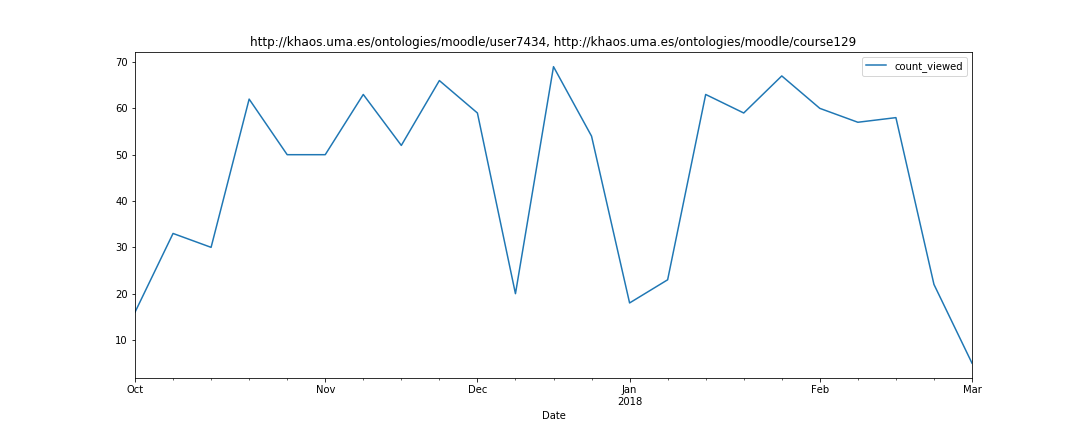 http://khaos.uma.es/ontologies/moodle/user7434, http://khaos.uma.es/ontologies/moodle/course129
count_viewed
70
60
50
40
30
20
10
Oct Nov Dec Jan Feb Mar
2018
Date